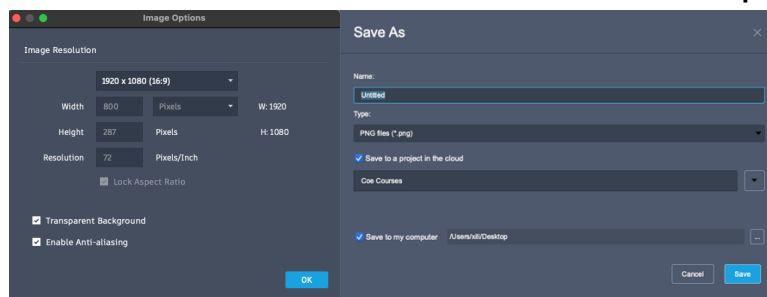 Image Options
Image Resolution
1920 x 1080 (16:9)
Width 800 Pixels W: 1920
Height 287 Pixels H: 1080
Resolution 72 Pixels/Inch
Lock Aspect Ratio
Transparent Background
Enable Anti-aliasing
OK
Save As
Name:
Untitled
Type:
PNG files (*.png)
Save to a project in the cloud
Coe Courses
Save to my computer /Users/xili/Desktop ...
Cancel Save